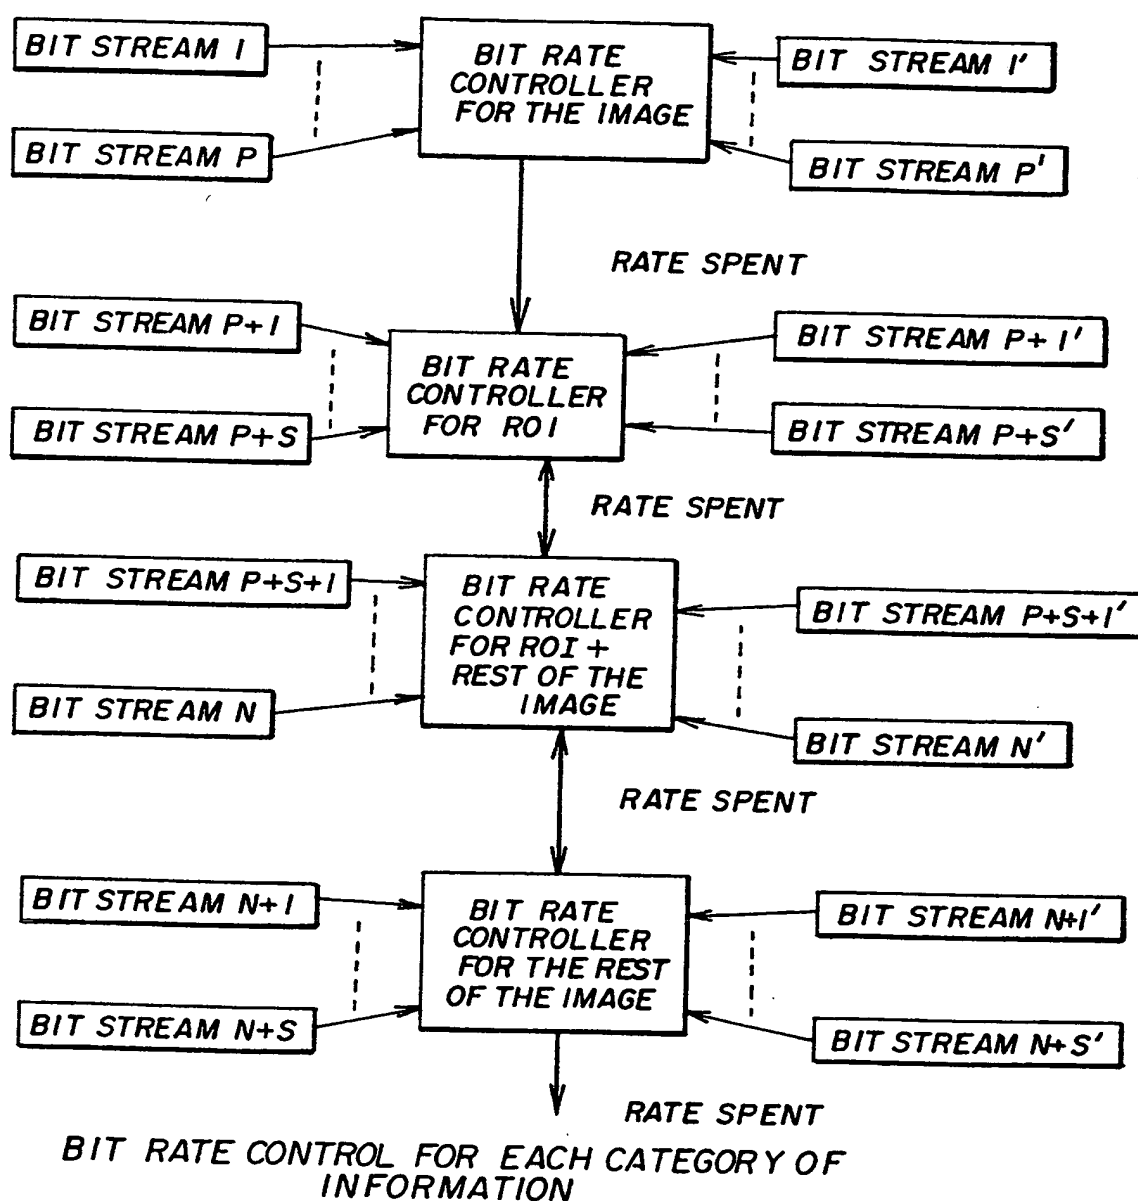 BIT STREAM I
BIT RATE
CONTROLLER
FOR THE IMAGE
BIT STREAM I'
BIT STREAM P
BIT STREAM P'
RATE SPENT
BIT STREAM P+I
BIT RATE
CONTROLLER
FOR ROI
BIT STREAM P+I'
BIT STREAM P+S
BIT STREAM P+S'
RATE SPENT
BIT STREAM P+S+I
BIT RATE
CONTROLLER
FOR ROI +
REST OF THE
IMAGE
BIT STREAM P+S+I'
BIT STREAM N
BIT STREAM N'
RATE SPENT
BIT STREAM N+I
BIT RATE
CONTROLLER
FOR THE REST
OF THE IMAGE
BIT STREAM N+I'
BIT STREAM N+S
BIT STREAM N+S'
RATE SPENT
BIT RATE CONTROL FOR EACH CATEGORY OF
INFORMATION